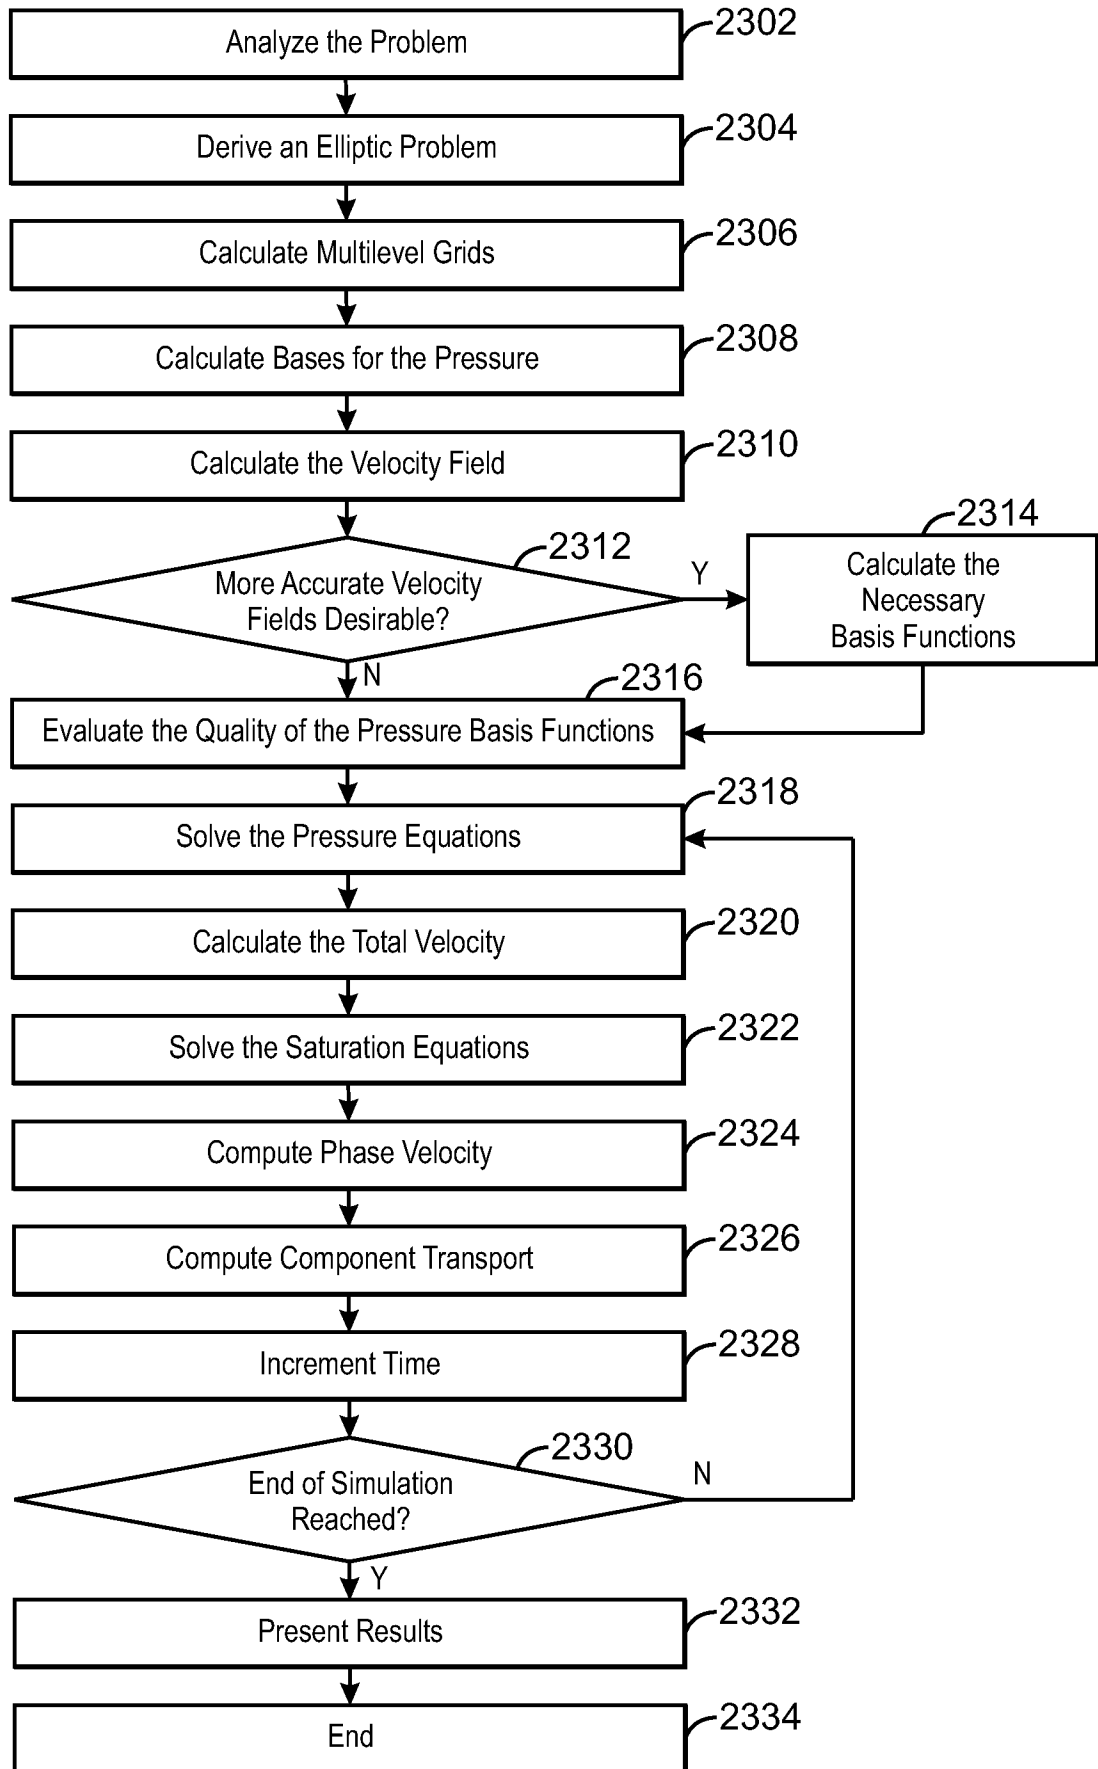 2302
Analyze the Problem
2304
Derive an Elliptic Problem
2306
Calculate Multilevel Grids
2308
Calculate Bases for the Pressure
2310
Calculate the Velocity Field
2312
More Accurate Velocity
Fields Desirable?
Y
N
2314
Calculate the
Necessary
Basis Functions
2316
Evaluate the Quality of the Pressure Basis Functions
2318
Solve the Pressure Equations
2320
Calculate the Total Velocity
2322
Solve the Saturation Equations
2324
Compute Phase Velocity
2326
Compute Component Transport
2328
Increment Time
2330
End of Simulation
Reached?
N
Y
2332
Present Results
2334
End